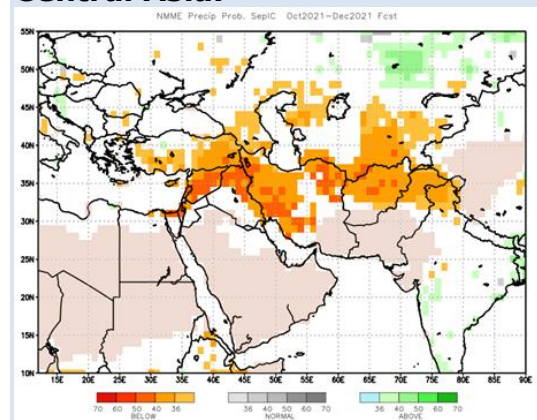 Central Asia.
NMME Precip Prob. SepIC Oct2021-Dec2021 Fcst
55N
50N
45N
40N
35N
30N
25N
20N
15N
10N
15E 20E 25E 30E 35E 40E 45E 50E 55E 60E 65E 70E 75E 80E 85E 90E
70 60 50 40 36 36 40 50 60 70 36 40 50 60 70
BELOW NORMAL ABOVE